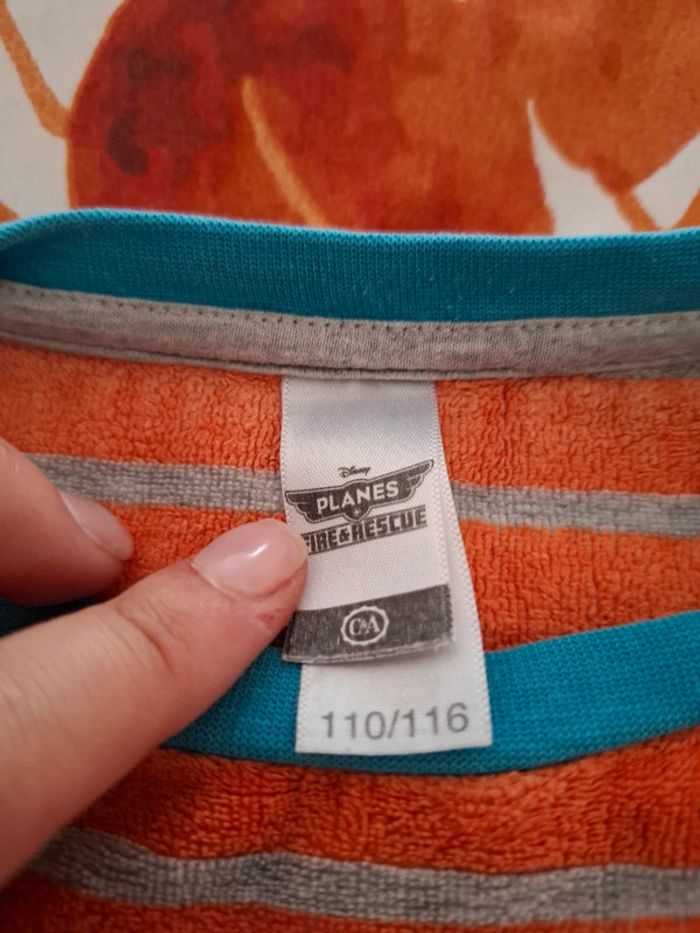 Disney
PLANES
FIRE&RESCUE
C&A
110/116